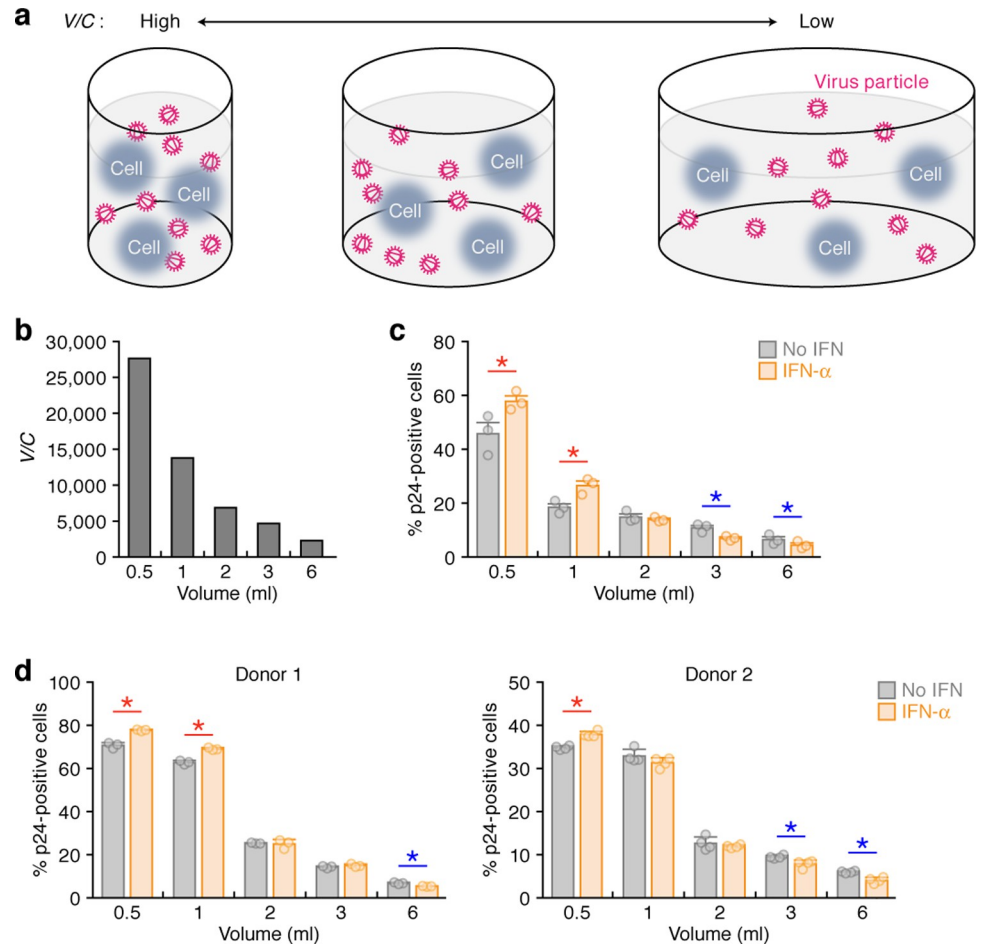 a
V/C : High Low
Virus particle
Cell
Cell
Cell
Cell
Cell
Cell
Cell
Cell
Cell
b
30,000
25,000
20,000
15,000
10,000
5,000
0
V/C
0.5 1 2 3 6
Volume (ml)
c
80
60
40
20
0
% p24-positive cells
* * * *
No IFN
IFN-α
0.5 1 2 3 6
Volume (ml)
d
Donor 1
100
80
60
40
20
0
% p24-positive cells
* * *
0.5 1 2 3 6
Volume (ml)
Donor 2
50
40
30
20
10
0
% p24-positive cells
* * *
No IFN
IFN-α
0.5 1 2 3 6
Volume (ml)